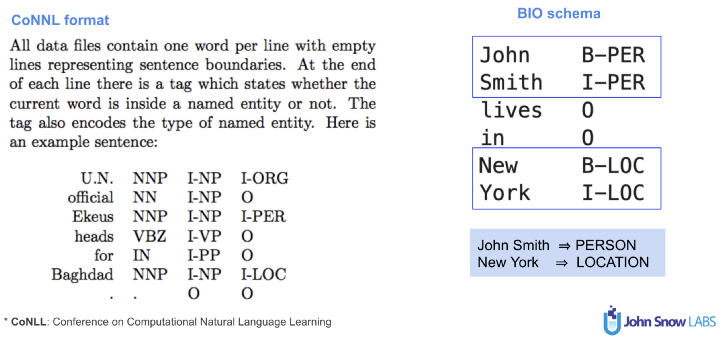 CoNNL format
All data files contain one word per line with empty
lines representing sentence boundaries. At the end
of each line there is a tag which states whether the
current word is inside a named entity or not. The
tag also encodes the type of named entity. Here is
an example sentence:
U.N. NNP I-NP I-ORG
official NN I-NP O
Ekeus NNP I-NP I-PER
heads VBZ I-VP O
for IN I-PP O
Baghdad NNP I-NP I-LOC
. . O O
* CoNLL: Conference on Computational Natural Language Learning
BIO schema
John B-PER
Smith I-PER
lives O
in O
New B-LOC
York I-LOC
John Smith ⇒ PERSON
New York ⇒ LOCATION
John Snow LABS